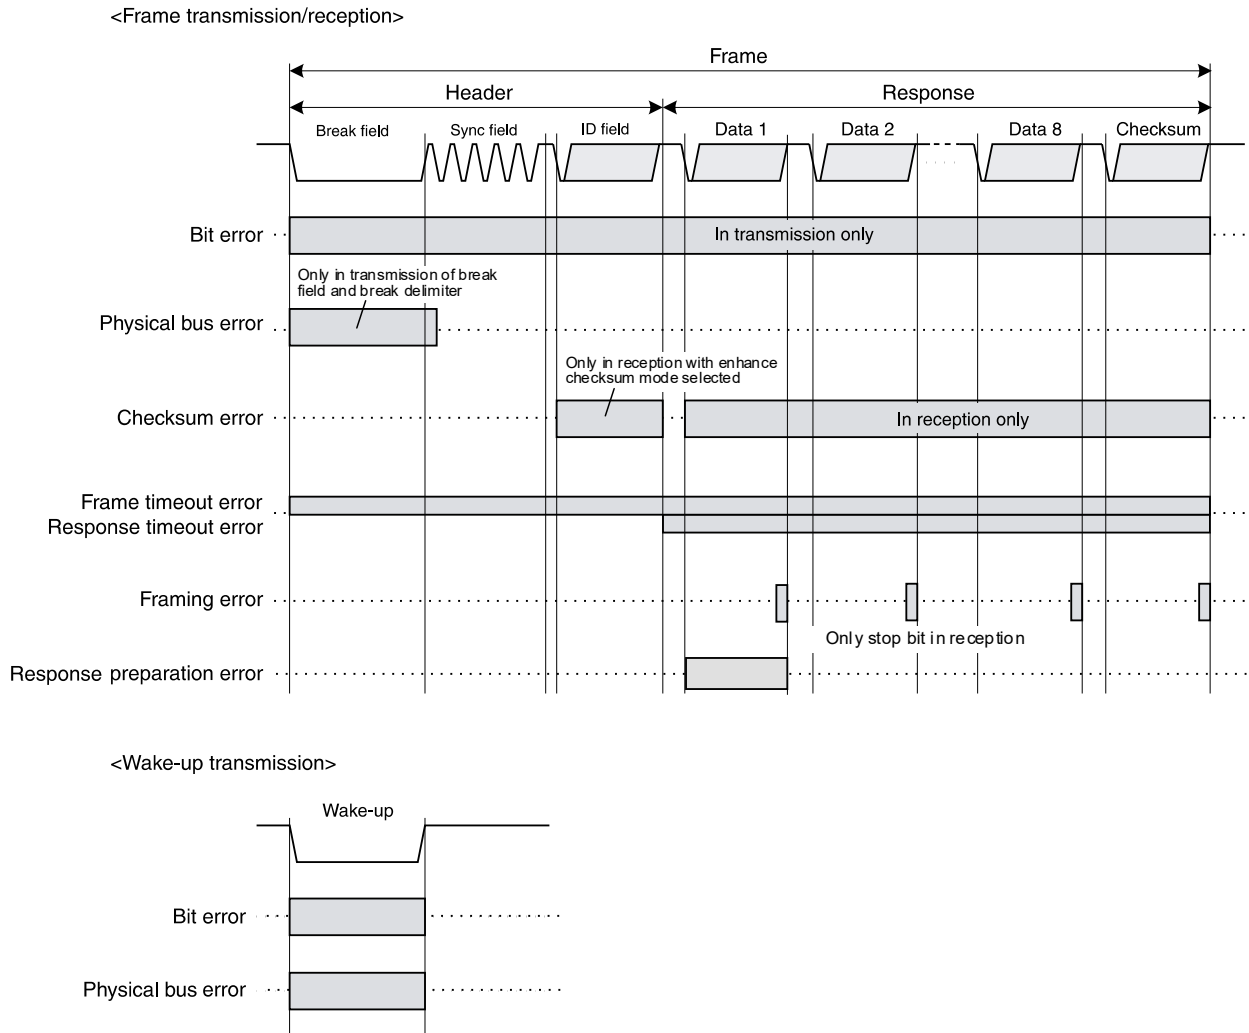 <Frame transmission/reception>
Frame
Header
Response
Break field
Sync field
ID field
Data 1
Data 2
Data 8
Checksum
Bit error
In transmission only
Only in transmission of break
field and break delimiter
Physical bus error
Only in reception with enhance
checksum mode selected
Checksum error
In reception only
Frame timeout error
Response timeout error
Framing error
Only stop bit in reception
Response preparation error
<Wake-up transmission>
Wake-up
Bit error
Physical bus error